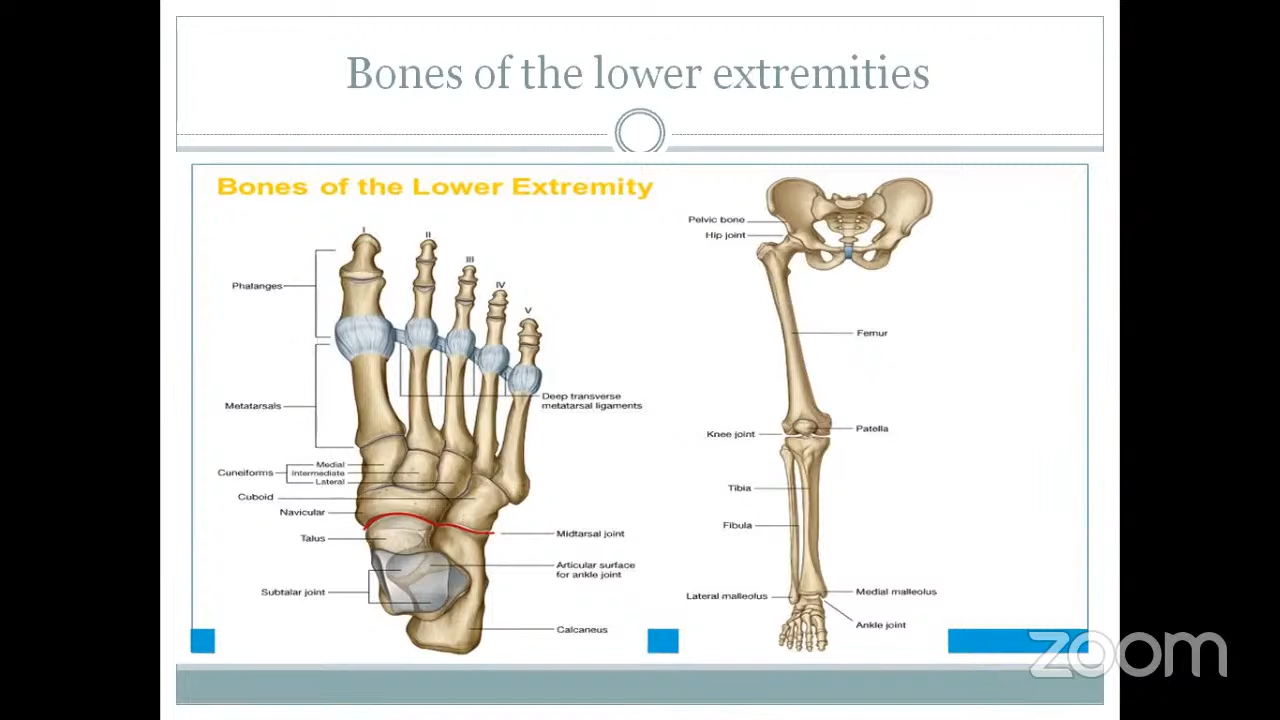 Bones of the lower extremities
Bones of the Lower Extremity
I
II
III
IV
V
Phalanges
Metatarsals
Deep transverse
metatarsal ligaments
Cuneiforms
Medial
Intermediate
Lateral
Cuboid
Navicular
Midtarsal joint
Talus
Articular surface
for ankle joint
Subtalar joint
Calcaneus
Pelvic bone
Hip joint
Femur
Patella
Knee joint
Tibia
Fibula
Medial malleolus
Lateral malleolus
Ankle joint
zoom